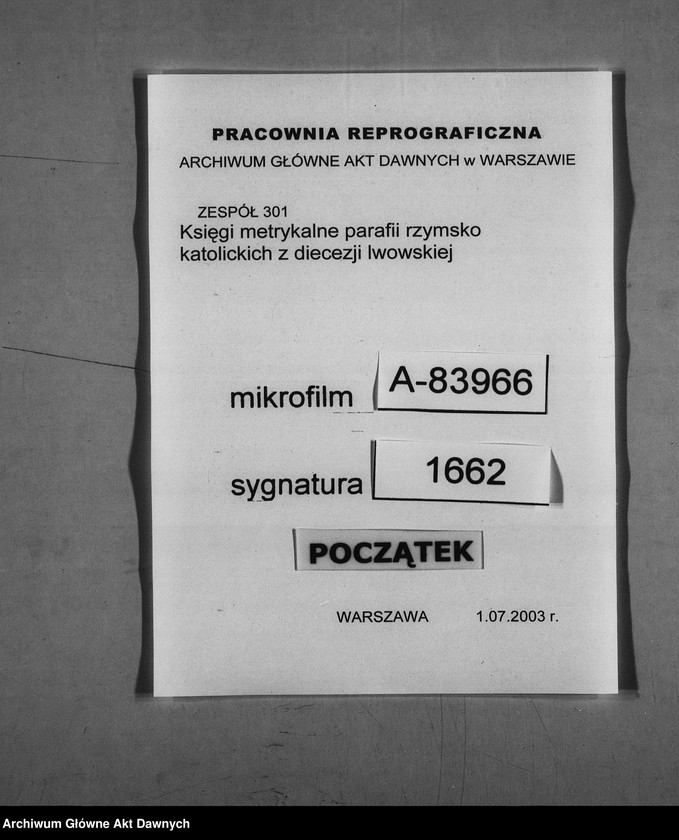 PRACOWNIA REPROGRAFICZNA
ARCHIWUM GŁÓWNE AKT DAWNYCH w WARSZAWIE
ZESPÓŁ 301
Księgi metrykalne parafii rzymsko
katolickich z diecezji lwowskiej
mikrofilm A-83966
sygnatura 1662
POCZĄTEK
WARSZAWA 1.07.2003 r.
Archiwum Główne Akt Dawnych